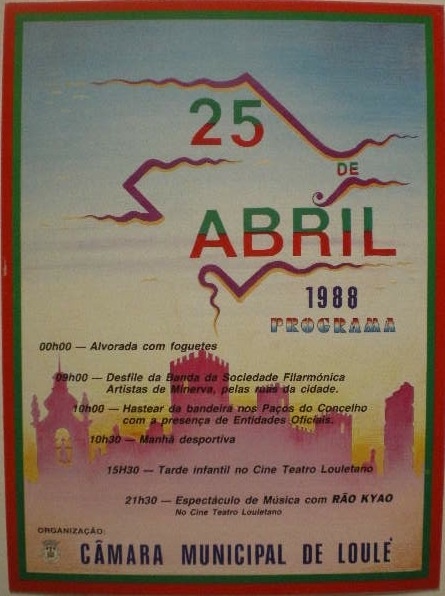 25
DE
ABRIL
1988
PROGRAMA
00h00 — Alvorada com foguetes
09h00 — Desfile da Banda da Sociedade Filarmónica
Artistas de Minerva, pelas ruas da cidade.
10h00 — Hastear da bandeira nos Paços do Concelho
com a presença de Entidades Oficiais.
10h30 — Manhã desportiva
15H30 — Tarde infantil no Cine Teatro Louletano
21h30 — Espectáculo de Música com RÃO KYAO
No Cine Teatro Louletano
ORGANIZAÇÃO:
CÂMARA MUNICIPAL DE LOULÉ